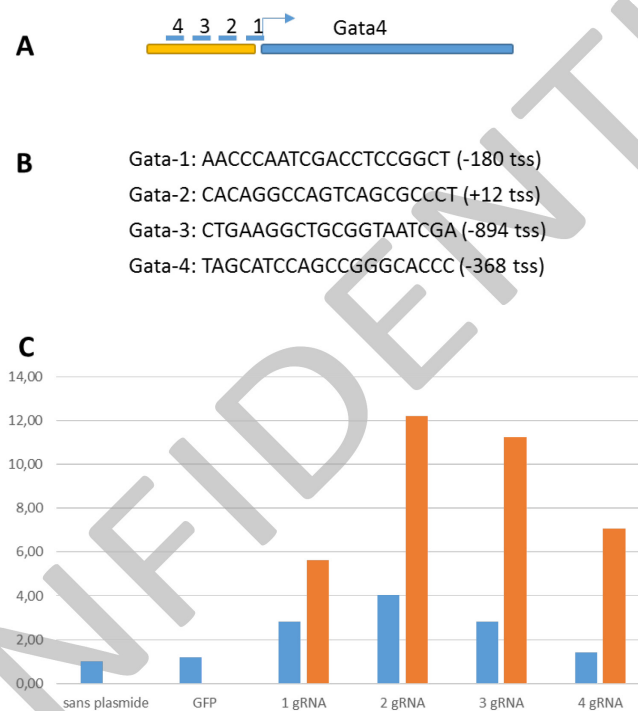 A
4 3 2 1 Gata4
B
Gata-1: AACCCAATCGACCTCCGGCT (-180 tss)
Gata-2: CACAGGCCAGTCAGCGCCCT (+12 tss)
Gata-3: CTGAAGGCTGCGGTAATCGA (-894 tss)
Gata-4: TAGCATCCAGCCGGGCACCC (-368 tss)
C
14,00
12,00
10,00
8,00
6,00
4,00
2,00
0,00
sans plasmide GFP 1 gRNA 2 gRNA 3 gRNA 4 gRNA
NFIDENT